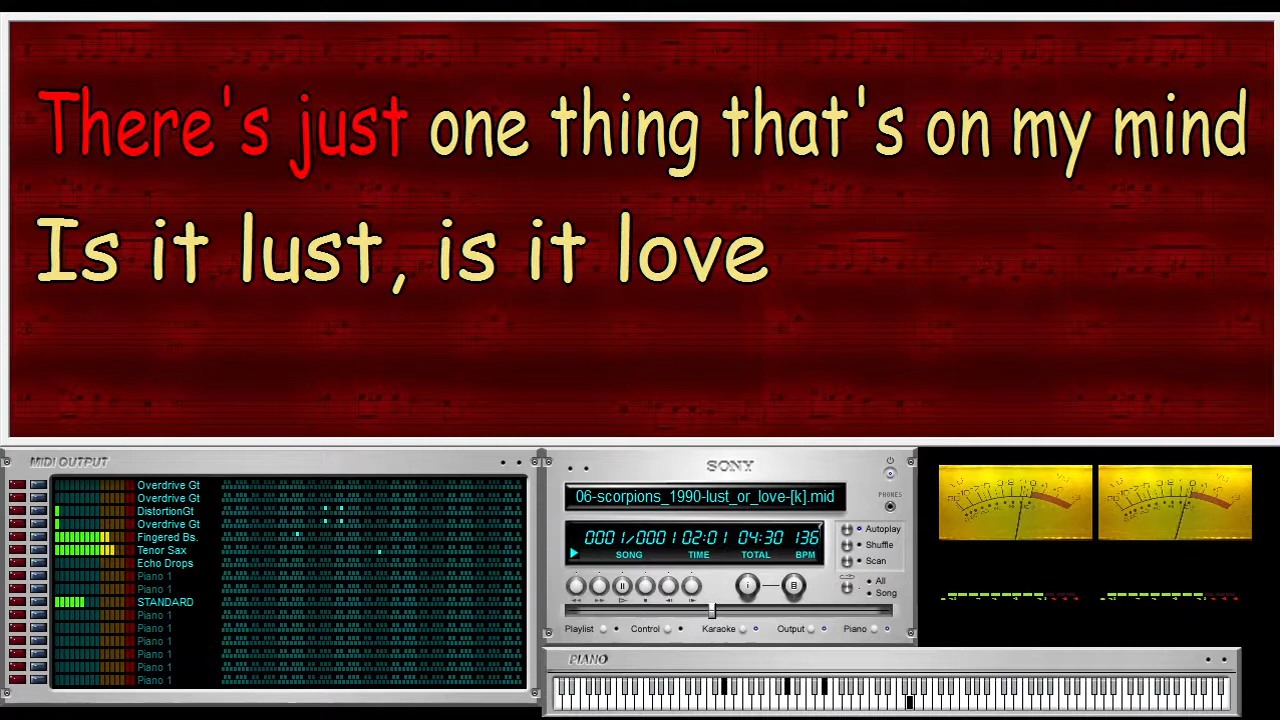 There's just one thing that's on my mind
Is it lust, is it love
MIDI OUTPUT
Overdrive Gt
Overdrive Gt
DistortionGt
Overdrive Gt
Fingered Bs.
Tenor Sax
Echo Drops
Piano 1
Piano 1
STANDARD
Piano 1
Piano 1
Piano 1
Piano 1
Piano 1
Piano 1
SONY
06-scorpions_1990-lust_or_love-[k].mid
PHONES
0001/0001 02:01 04:30 136
SONG TIME TOTAL BPM
Autoplay
Shuffle
Scan
All
Song
Playlist Control Karaoke Output Piano
PIANO